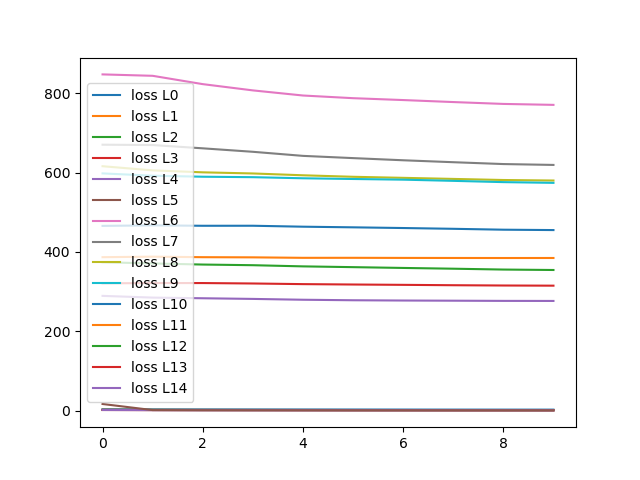 800
600
400
200
0
loss L0
loss L1
loss L2
loss L3
loss L4
loss L5
loss L6
loss L7
loss L8
loss L9
loss L10
loss L11
loss L12
loss L13
loss L14
0 2 4 6 8